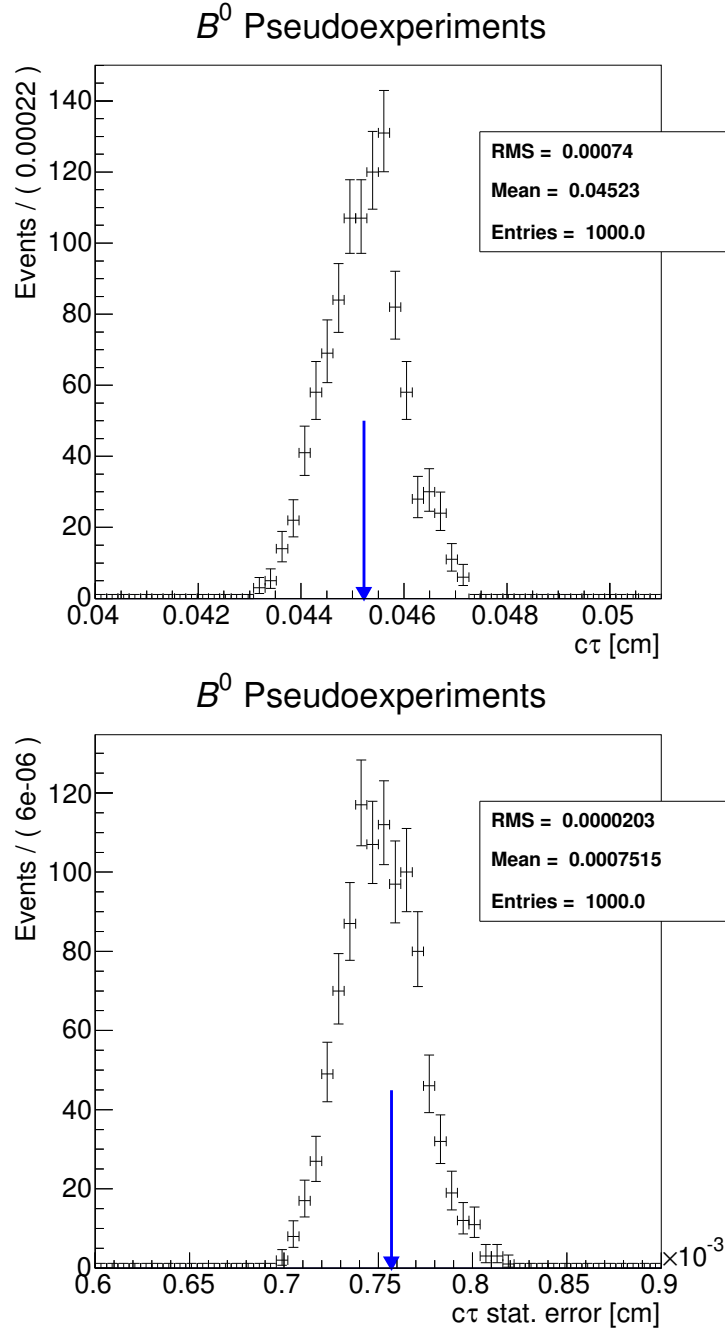 B⁰ Pseudoexperiments
Events / ( 0.00022 )
140
120
100
80
60
40
20
0
RMS = 0.00074
Mean = 0.04523
Entries = 1000.0
0.04 0.042 0.044 0.046 0.048 0.05
cτ [cm]
B⁰ Pseudoexperiments
Events / ( 6e-06 )
120
100
80
60
40
20
0
RMS = 0.0000203
Mean = 0.0007515
Entries = 1000.0
0.6 0.65 0.7 0.75 0.8 0.85 0.9
×10⁻³
cτ stat. error [cm]